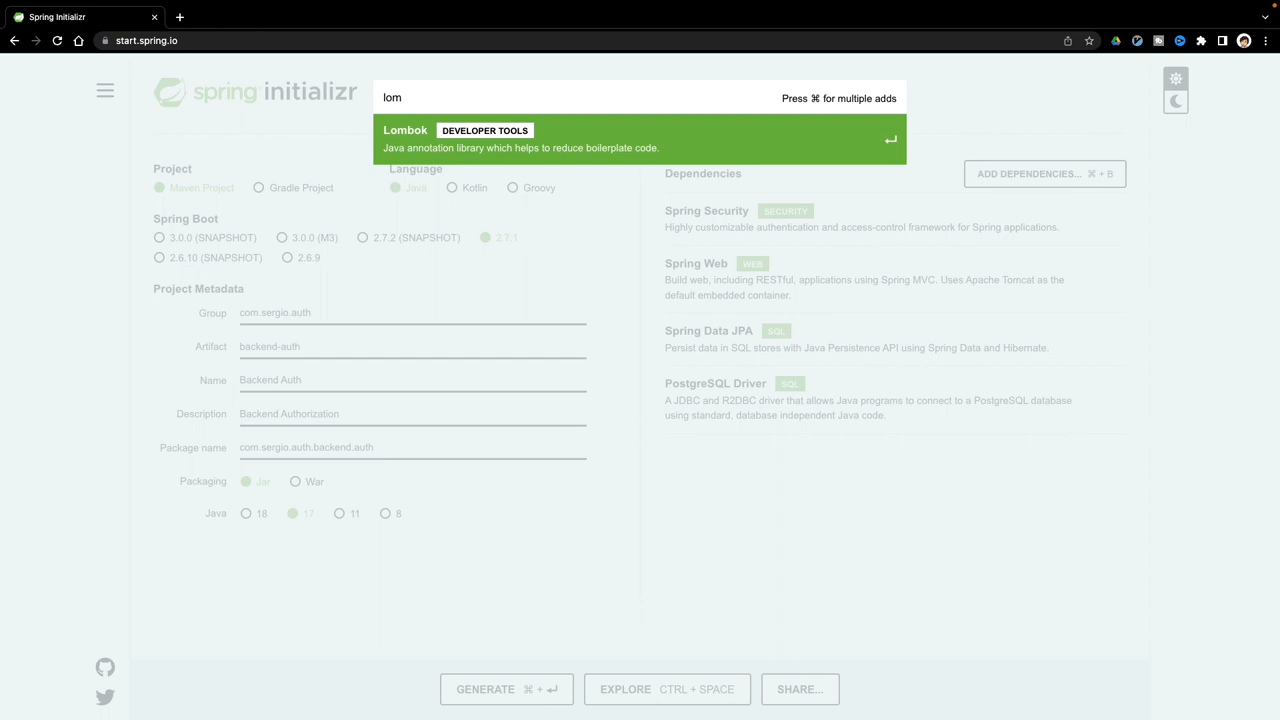 Spring Initializr
start.spring.io
spring initializr
lom
Press ⌘ for multiple adds
Lombok DEVELOPER TOOLS
Java annotation library which helps to reduce boilerplate code.
Project
Maven Project Gradle Project
Language
Java Kotlin Groovy
Spring Boot
3.0.0 (SNAPSHOT) 3.0.0 (M3) 2.7.2 (SNAPSHOT) 2.7.1
2.6.10 (SNAPSHOT) 2.6.9
Project Metadata
Group com.sergio.auth
Artifact backend-auth
Name Backend Auth
Description Backend Authorization
Package name com.sergio.auth.backend.auth
Packaging Jar War
Java 18 17 11 8
Dependencies
ADD DEPENDENCIES... ⌘ + B
Spring Security SECURITY
Highly customizable authentication and access-control framework for Spring applications.
Spring Web WEB
Build web, including RESTful, applications using Spring MVC. Uses Apache Tomcat as the
default embedded container.
Spring Data JPA SQL
Persist data in SQL stores with Java Persistence API using Spring Data and Hibernate.
PostgreSQL Driver SQL
A JDBC and R2DBC driver that allows Java programs to connect to a PostgreSQL database
using standard, database independent Java code.
GENERATE ⌘ + ↵
EXPLORE CTRL + SPACE
SHARE...